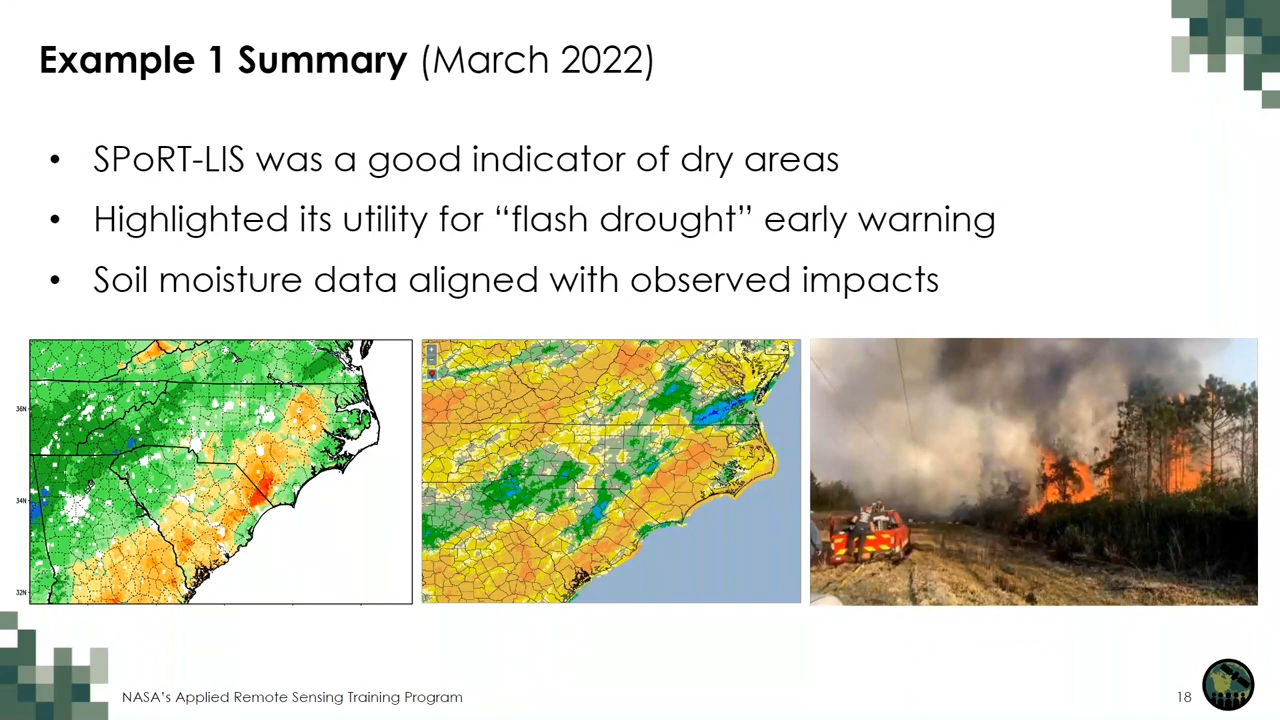 Example 1 Summary (March 2022)
• SPoRT-LIS was a good indicator of dry areas
• Highlighted its utility for “flash drought” early warning
• Soil moisture data aligned with observed impacts
36N
34N
32N
NASA’s Applied Remote Sensing Training Program
18